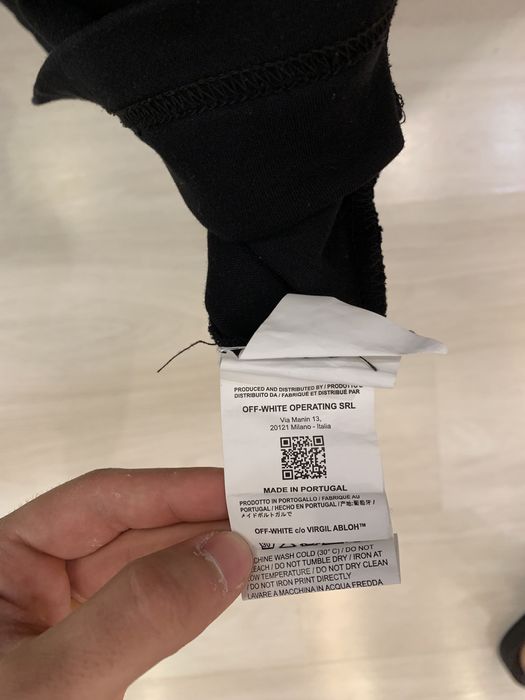 PRODUCED AND DISTRIBUTED BY / PRODOTTO E
DISTRIBUITO DA / FABRIQUÉ ET DISTRIBUÉ PAR
OFF-WHITE OPERATING SRL
Via Manin 13,
20121 Milano - Italia
MADE IN PORTUGAL
PRODOTTO IN PORTOGALLO / FABRIQUÉ AU
PORTUGAL / HECHO EN PORTUGAL / 产地:葡萄牙 /
メイドポルトガルで
OFF-WHITE c/o VIRGIL ABLOH™
CHINE WASH COLD (30° C) / DO NOT
LEACH / DO NOT TUMBLE DRY / IRON AT
OW TEMPERATURE / DO NOT DRY CLEAN
/ DO NOT IRON PRINT DIRECTLY
LAVARE A MACCHINA IN ACQUA FREDDA